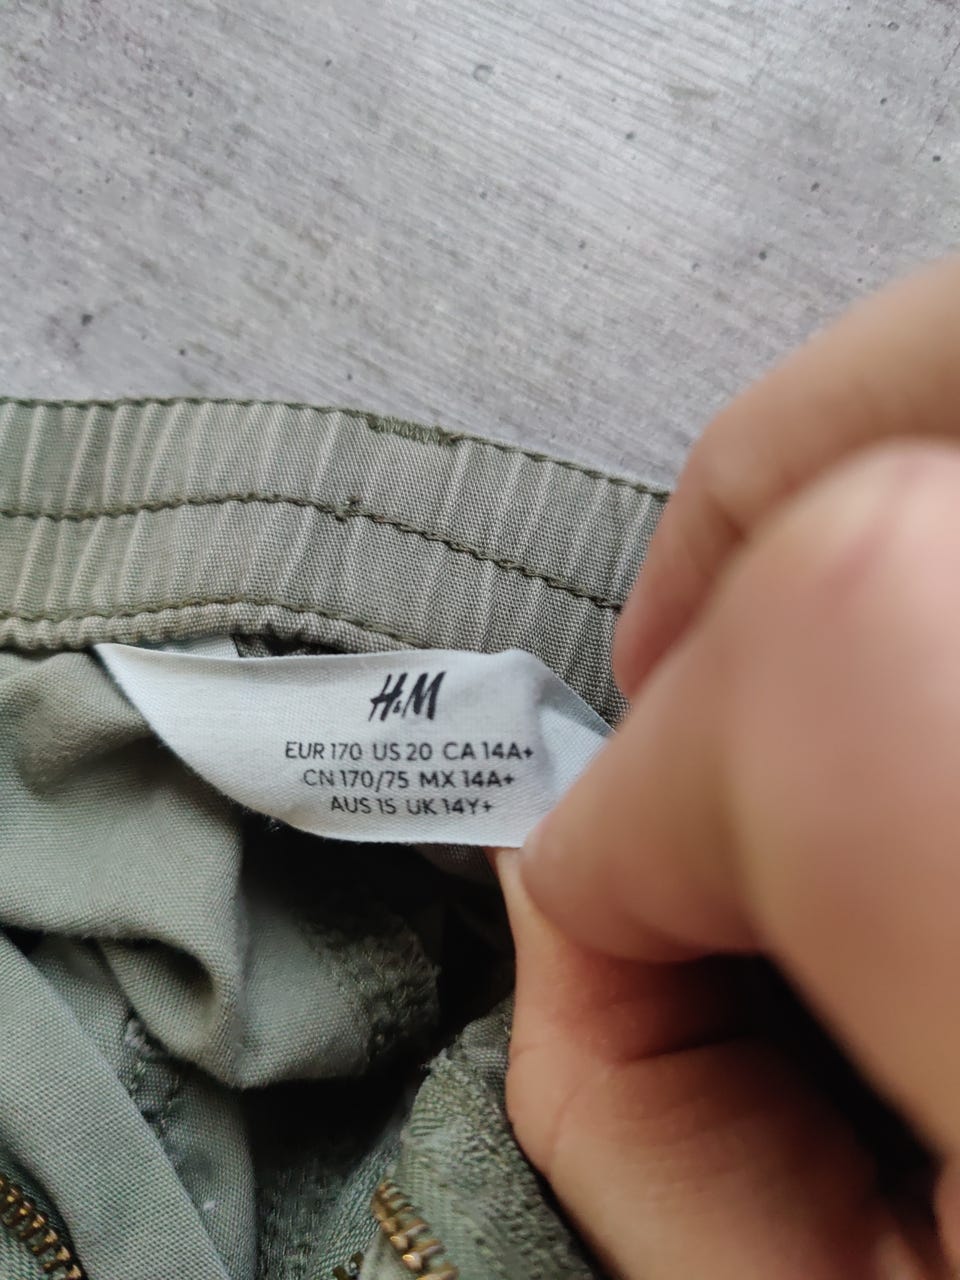 H&M
EUR 170 US 20 CA 14A+
CN 170/75 MX 14A+
AUS 15 UK 14Y+